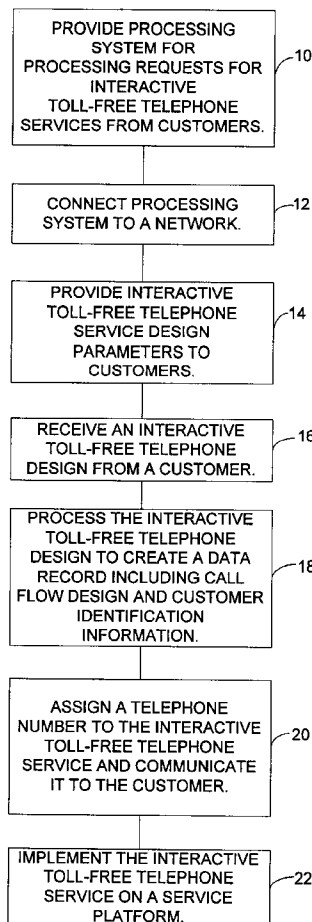 PROVIDE PROCESSING
SYSTEM FOR
PROCESSING REQUESTS FOR
INTERACTIVE
TOLL-FREE TELEPHONE
SERVICES FROM CUSTOMERS.
10
CONNECT PROCESSING
SYSTEM TO A NETWORK.
12
PROVIDE INTERACTIVE
TOLL-FREE TELEPHONE
SERVICE DESIGN
PARAMETERS TO
CUSTOMERS.
14
RECEIVE AN INTERACTIVE
TOLL-FREE TELEPHONE
DESIGN FROM A CUSTOMER.
16
PROCESS THE INTERACTIVE
TOLL-FREE TELEPHONE
DESIGN TO CREATE A DATA
RECORD INCLUDING CALL
FLOW DESIGN AND CUSTOMER
IDENTIFICATION
INFORMATION.
18
ASSIGN A TELEPHONE
NUMBER TO THE INTERACTIVE
TOLL-FREE TELEPHONE
SERVICE AND COMMUNICATE
IT TO THE CUSTOMER.
20
IMPLEMENT THE INTERACTIVE
TOLL-FREE TELEPHONE
SERVICE ON A SERVICE
PLATFORM.
22